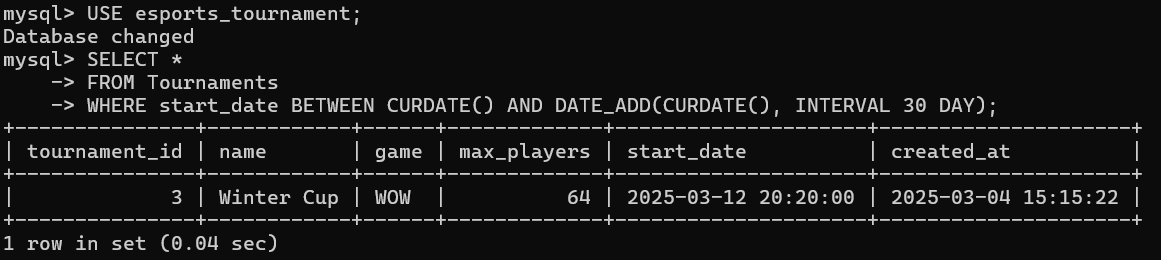 mysql> USE esports_tournament;
Database changed
mysql> SELECT *
    -> FROM Tournaments
    -> WHERE start_date BETWEEN CURDATE() AND DATE_ADD(CURDATE(), INTERVAL 30 DAY);
+---------------+------------+------+-------------+---------------------+---------------------+
| tournament_id | name       | game | max_players | start_date          | created_at          |
+---------------+------------+------+-------------+---------------------+---------------------+
|             3 | Winter Cup | WOW  |          64 | 2025-03-12 20:20:00 | 2025-03-04 15:15:22 |
+---------------+------------+------+-------------+---------------------+---------------------+
1 row in set (0.04 sec)